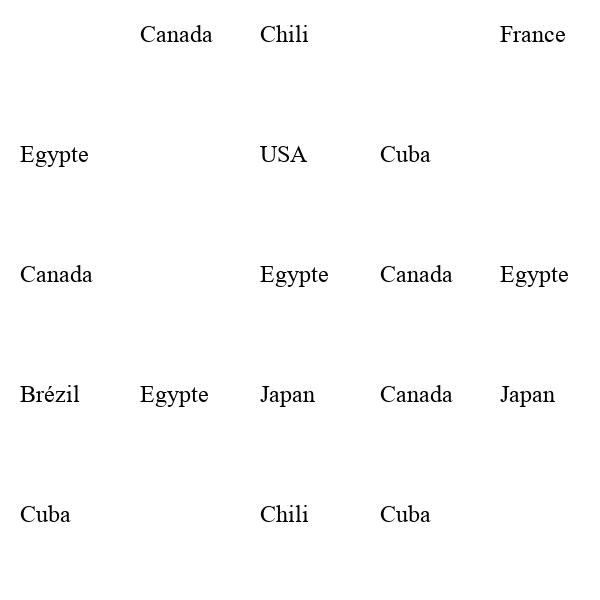 Canada Chili France
Egypte USA Cuba
Canada Egypte Canada Egypte
Brézil Egypte Japan Canada Japan
Cuba Chili Cuba